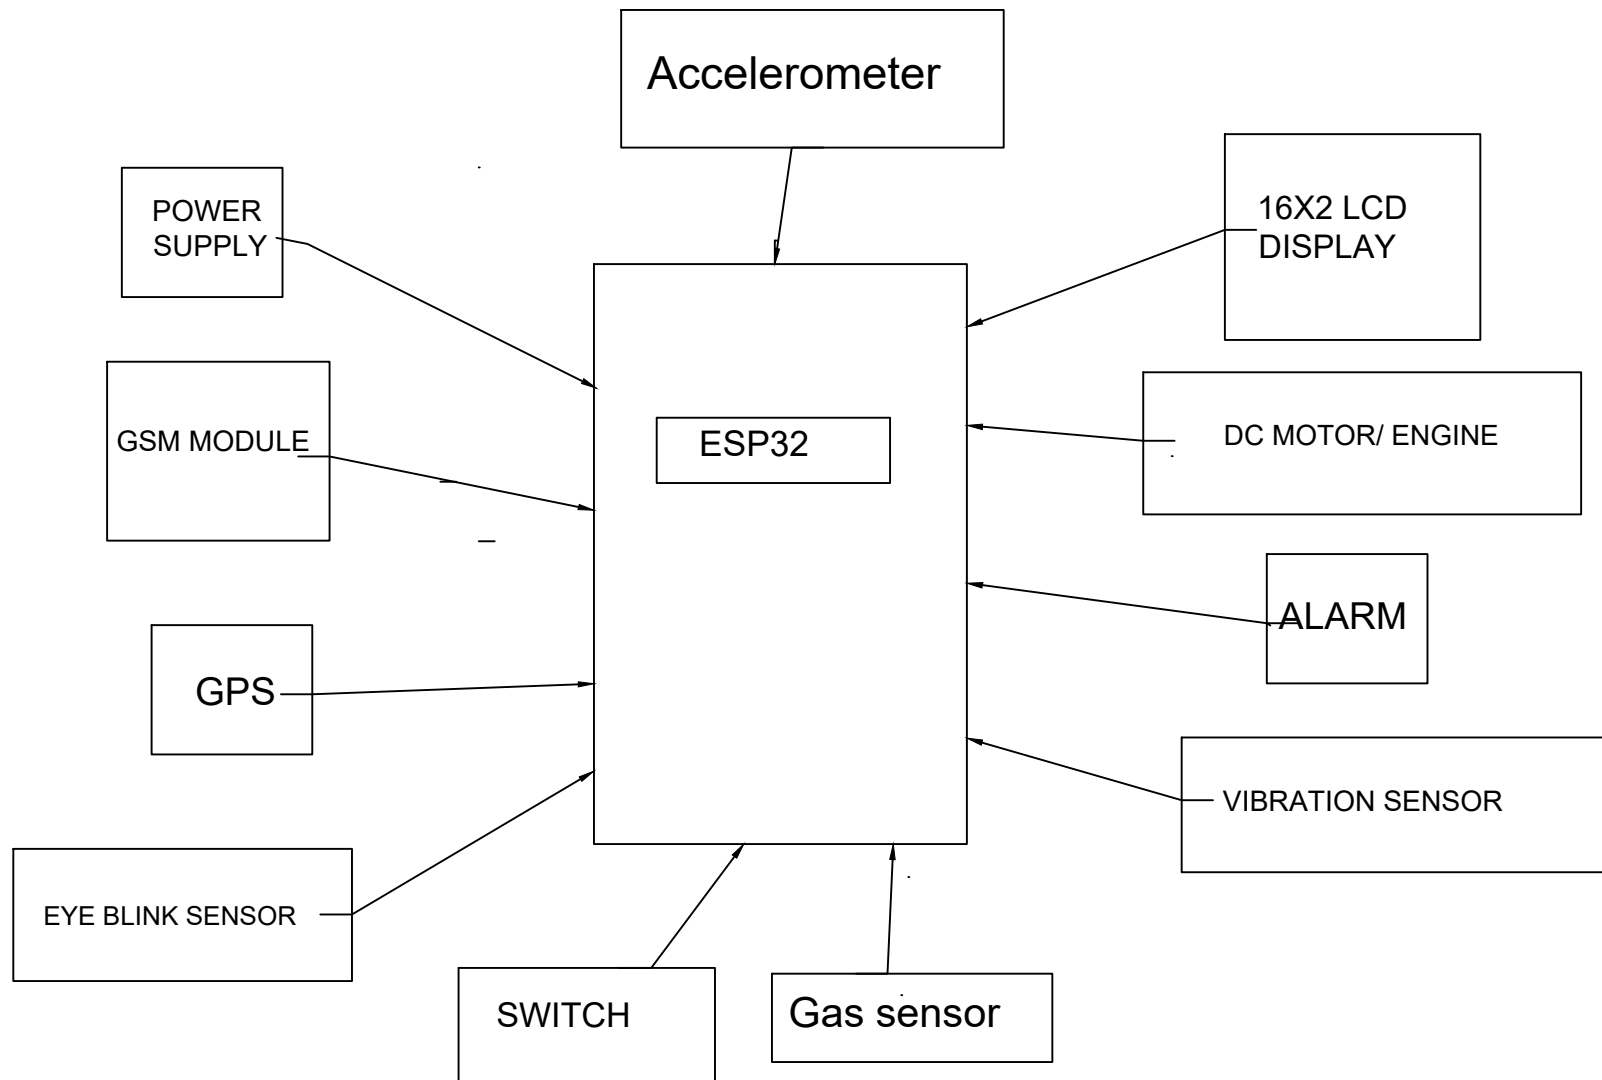 Accelerometer
POWER
SUPPLY
16X2 LCD
DISPLAY
GSM MODULE
ESP32
DC MOTOR/ ENGINE
GPS
ALARM
EYE BLINK SENSOR
VIBRATION SENSOR
SWITCH
Gas sensor